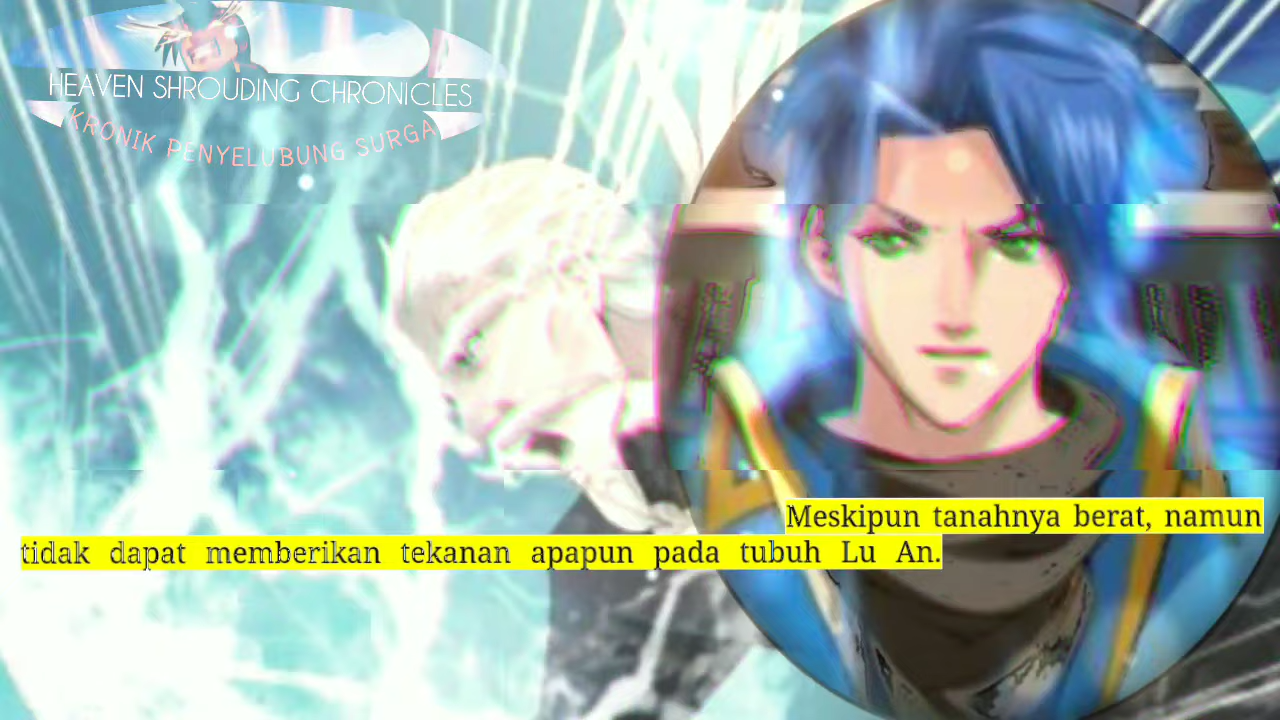 HEAVEN SHROUDING CHRONICLES
KRONIK PENYELUBUNG SURGA
Meskipun tanahnya berat, namun
tidak dapat memberikan tekanan apapun pada tubuh Lu An.